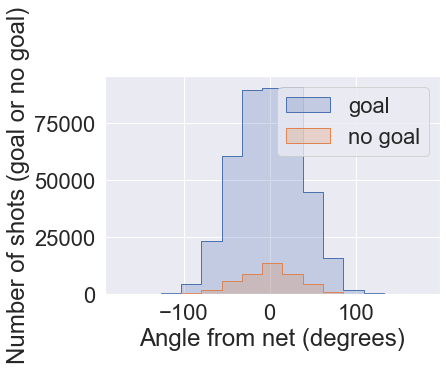 Number of shots (goal or no goal)
75000
50000
25000
0
−100
0
100
Angle from net (degrees)
goal
no goal